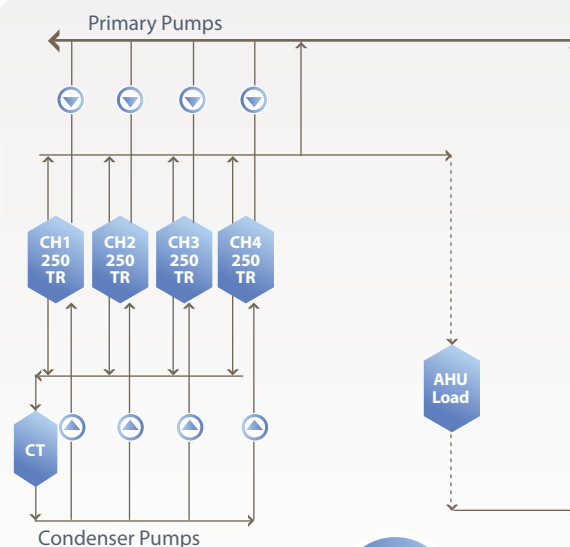 Primary Pumps
CH1
250
TR
CH2
250
TR
CH3
250
TR
CH4
250
TR
AHU
Load
CT
Condenser Pumps